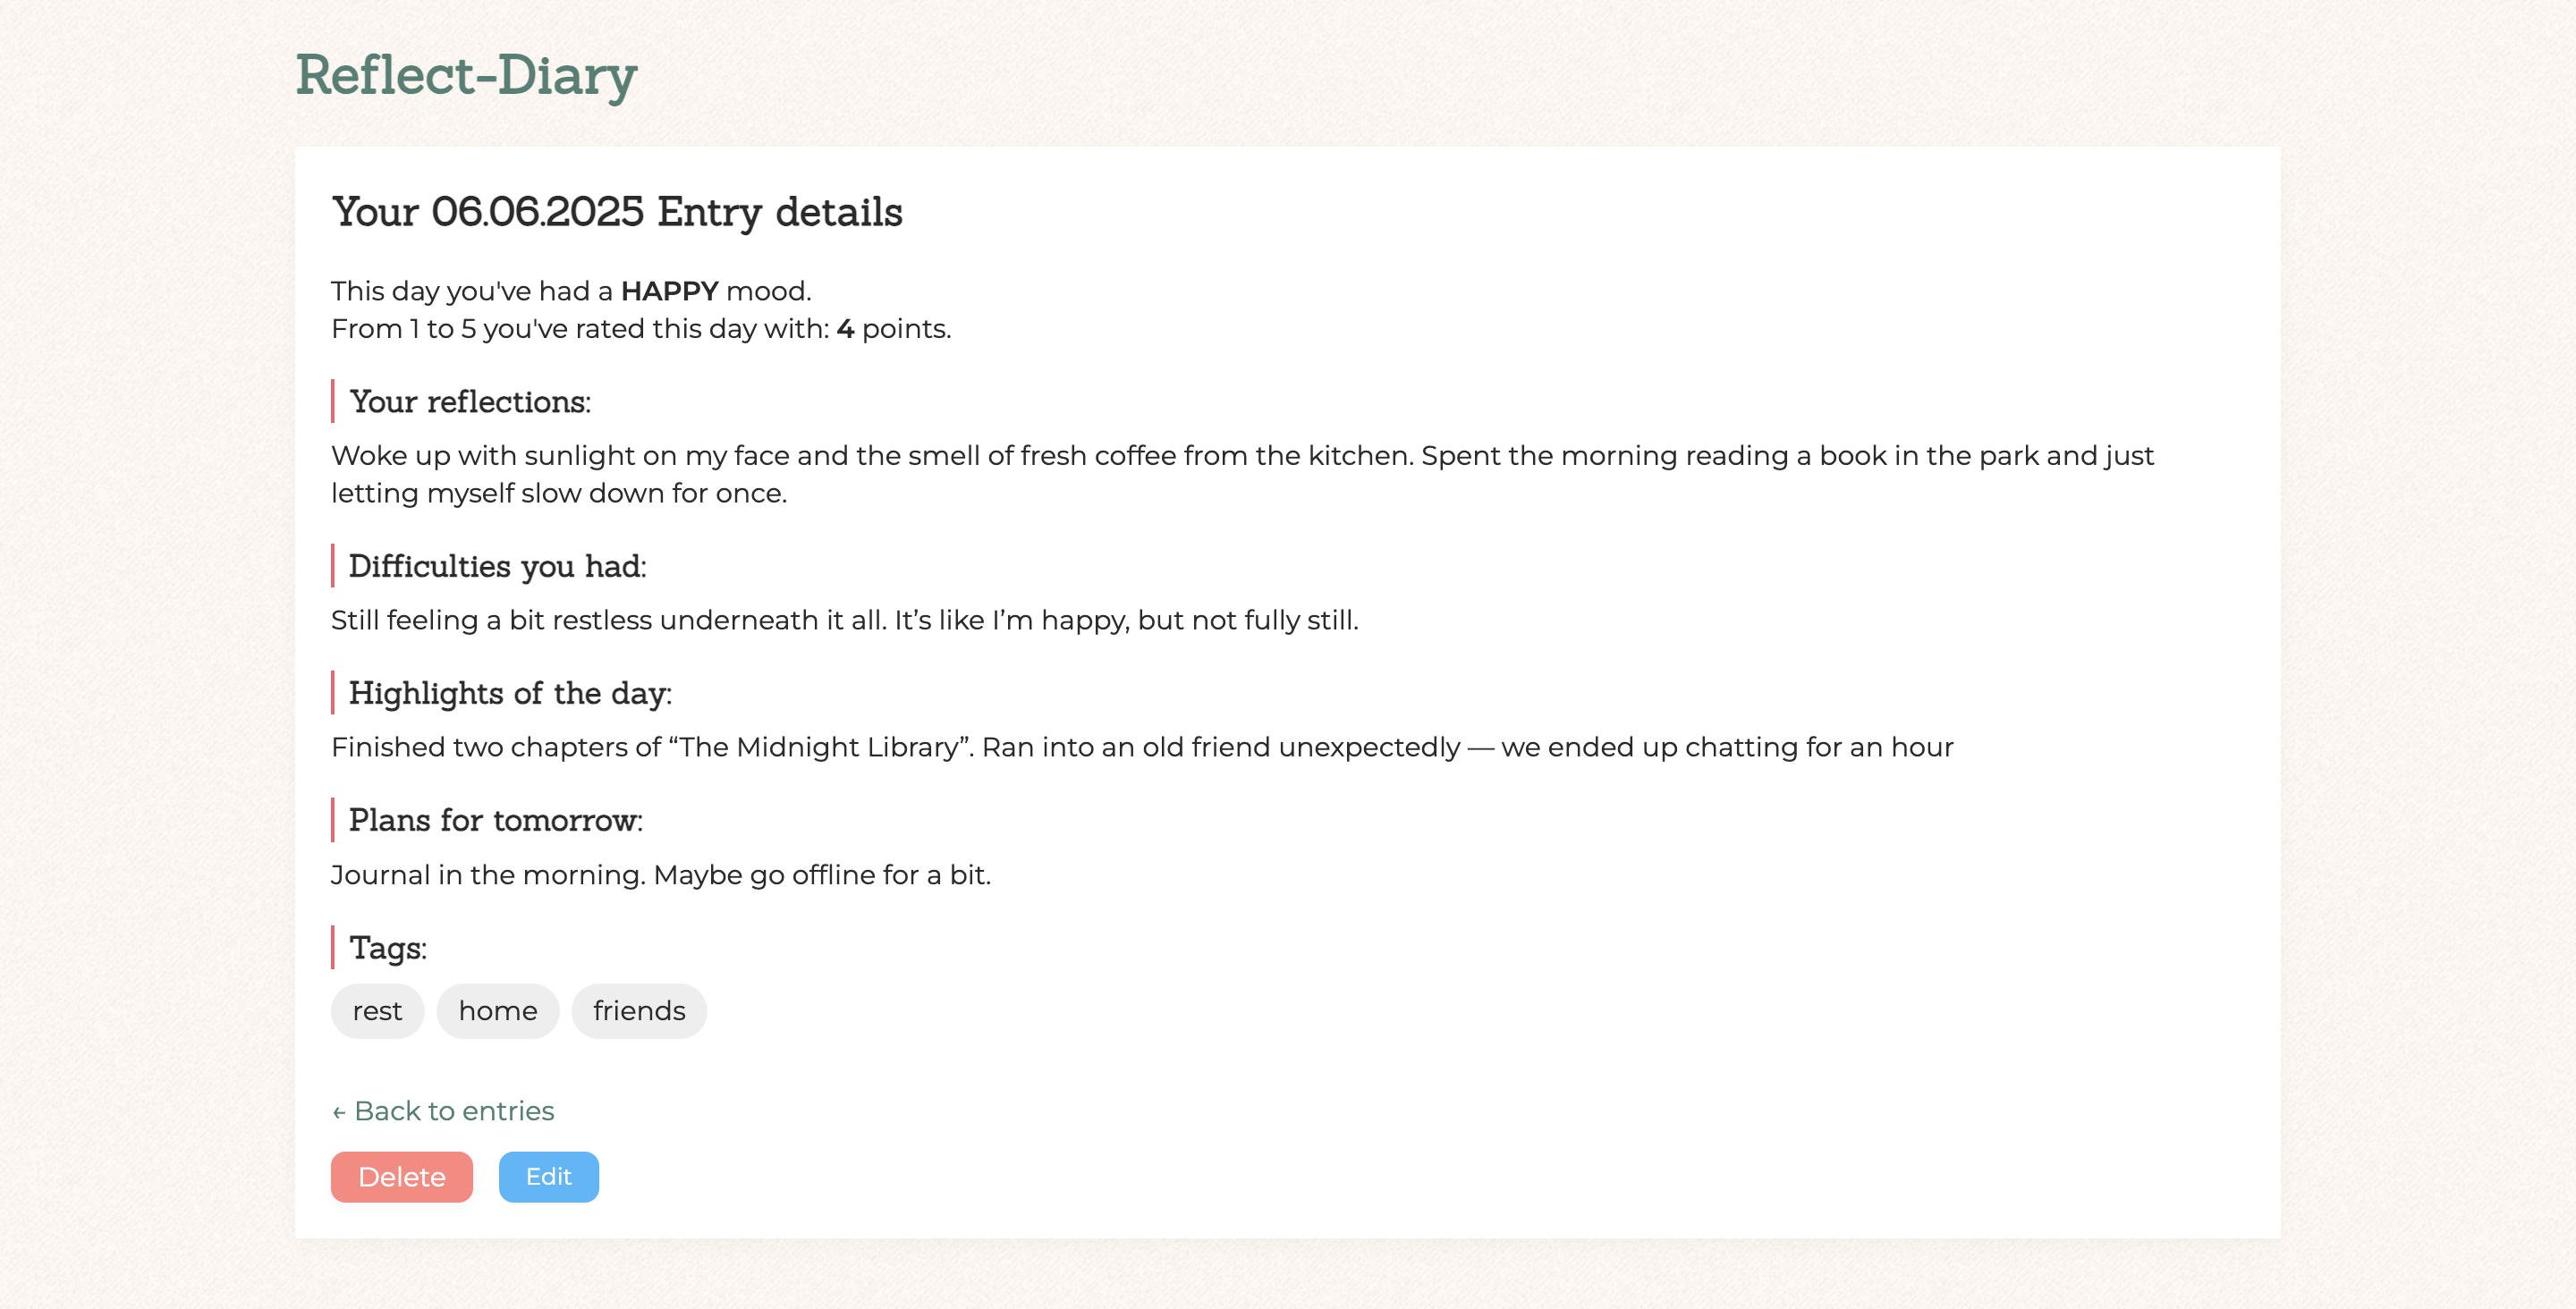 Reflect-Diary
Your 06.06.2025 Entry details
This day you've had a HAPPY mood.
From 1 to 5 you've rated this day with: 4 points.
Your reflections:
Woke up with sunlight on my face and the smell of fresh coffee from the kitchen. Spent the morning reading a book in the park and just
letting myself slow down for once.
Difficulties you had:
Still feeling a bit restless underneath it all. It’s like I’m happy, but not fully still.
Highlights of the day:
Finished two chapters of “The Midnight Library”. Ran into an old friend unexpectedly — we ended up chatting for an hour
Plans for tomorrow:
Journal in the morning. Maybe go offline for a bit.
Tags:
rest home friends
← Back to entries
Delete Edit